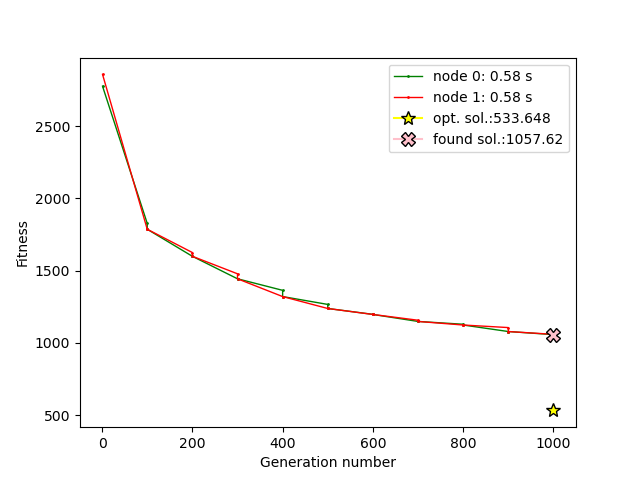 node 0: 0.58 s
node 1: 0.58 s
opt. sol.:533.648
found sol.:1057.62
2500
2000
1500
1000
500
Fitness
0 200 400 600 800 1000
Generation number